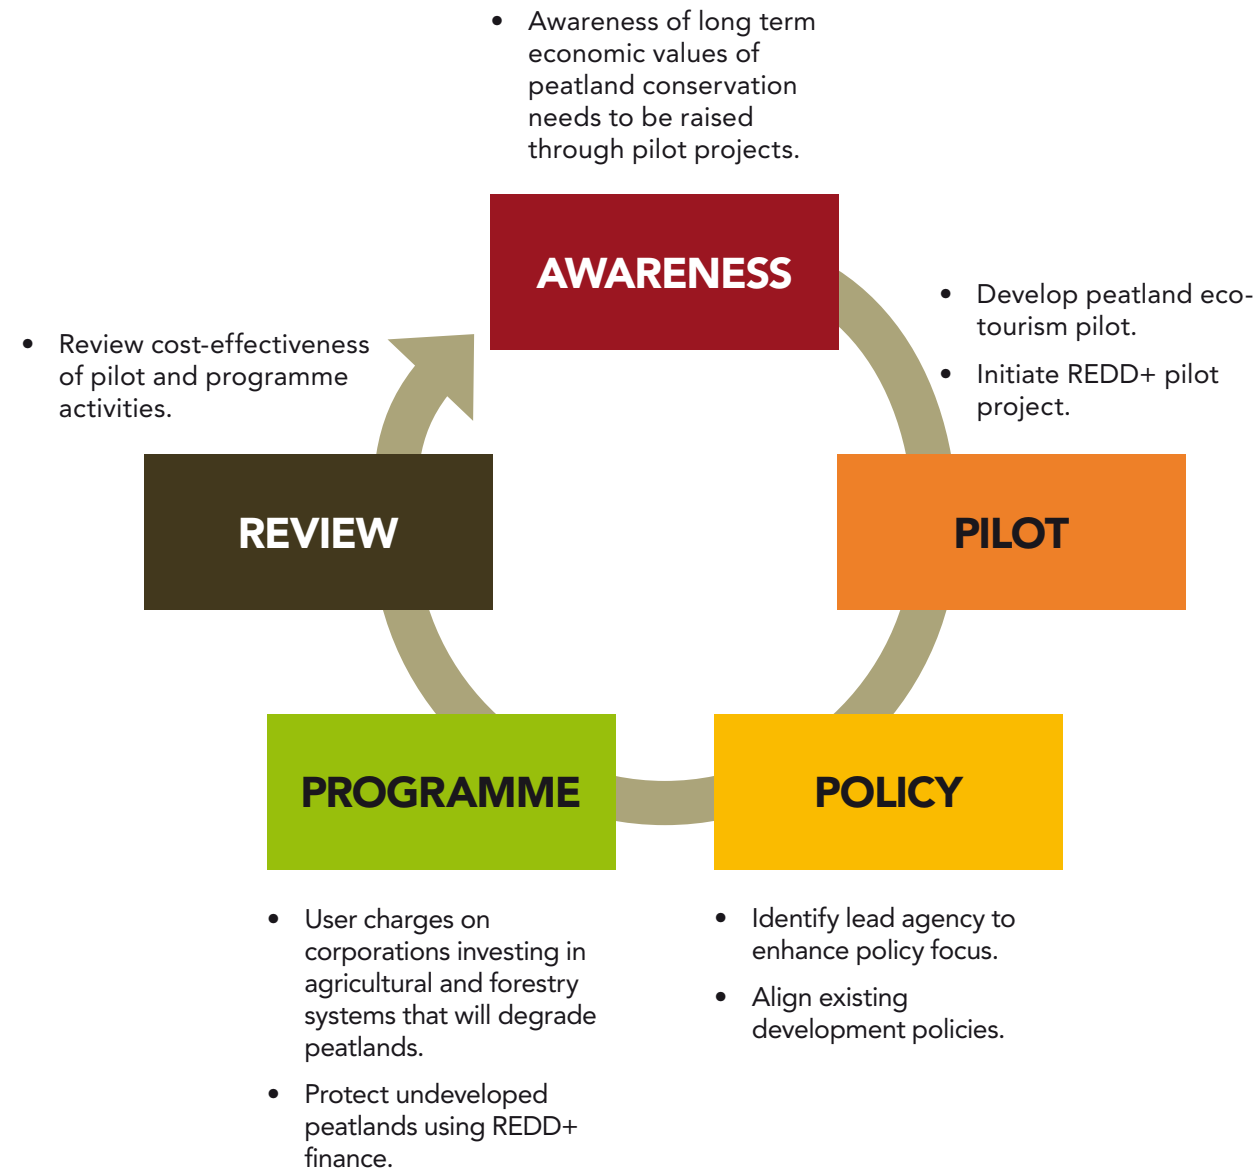 • Awareness of long term
economic values of
peatland conservation
needs to be raised
through pilot projects.
AWARENESS
• Develop peatland eco-
tourism pilot.
• Initiate REDD+ pilot
project.
PILOT
POLICY
• Identify lead agency to
enhance policy focus.
• Align existing
development policies.
PROGRAMME
• User charges on
corporations investing in
agricultural and forestry
systems that will degrade
peatlands.
• Protect undeveloped
peatlands using REDD+
finance.
• Review cost-effectiveness
of pilot and programme
activities.
REVIEW